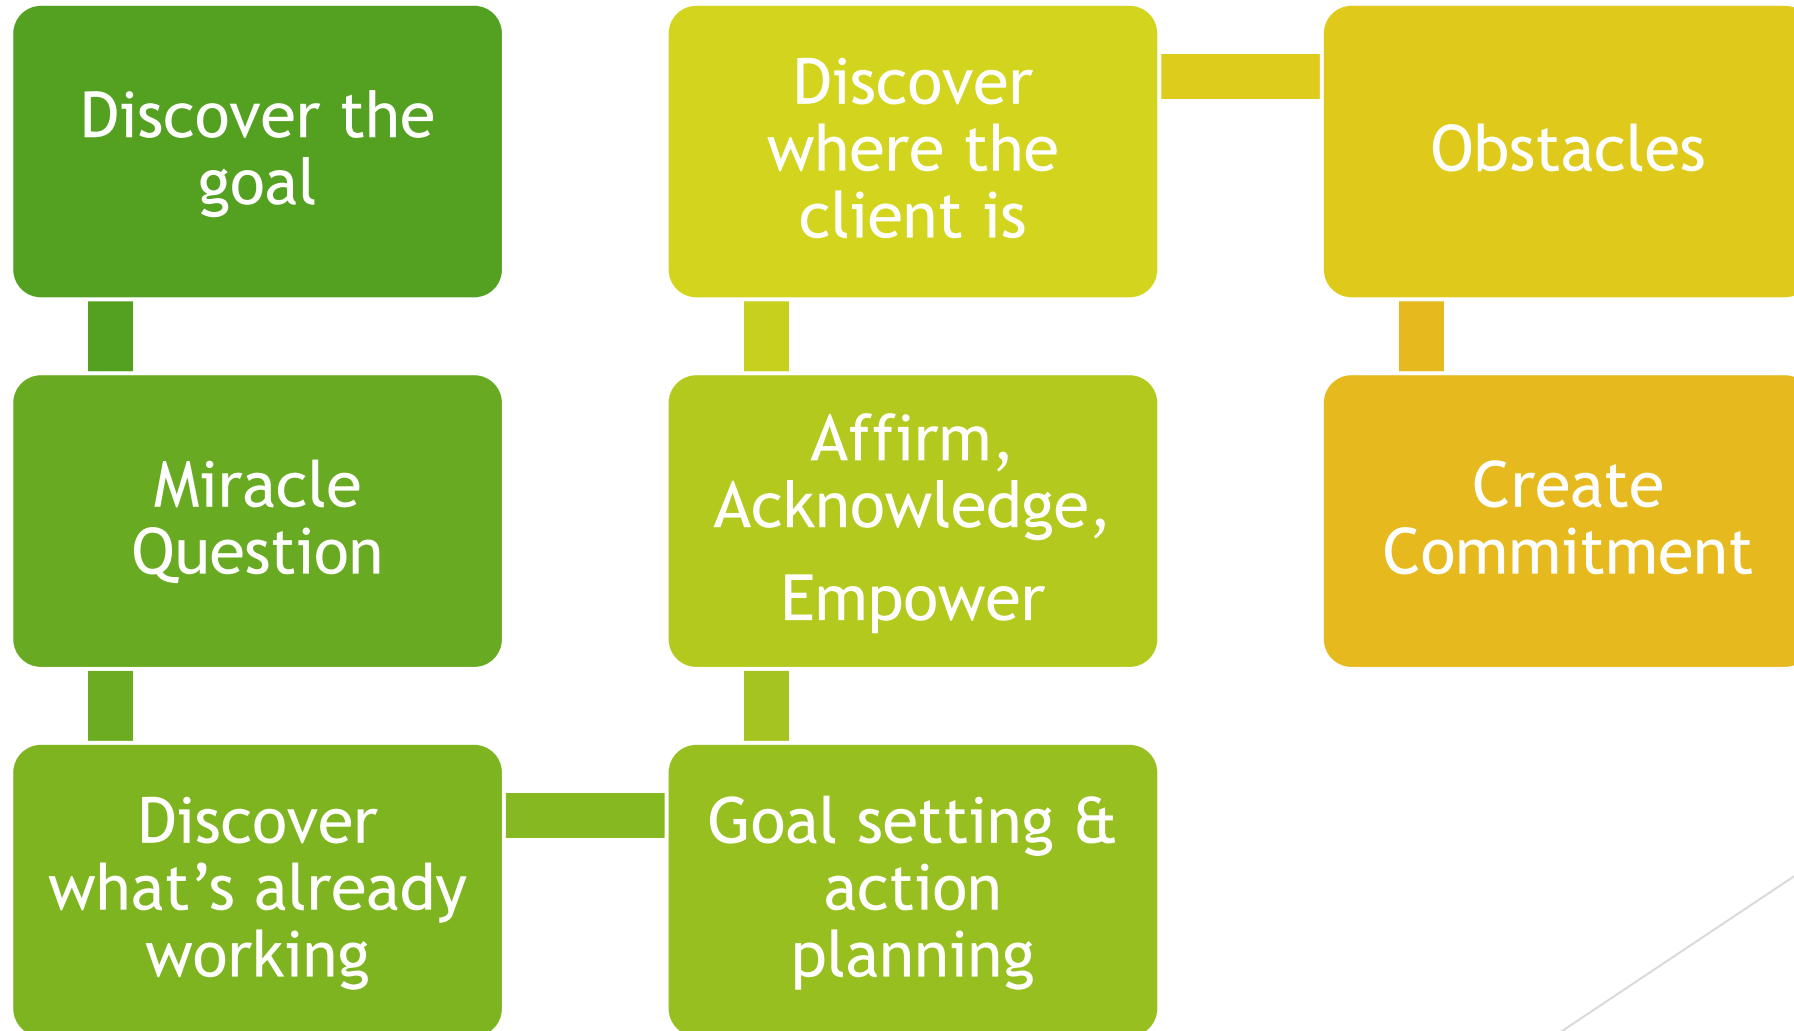 Discover the
goal
Miracle
Question
Discover
what’s already
working
Goal setting &
action
planning
Affirm,
Acknowledge,
Empower
Discover
where the
client is
Obstacles
Create
Commitment